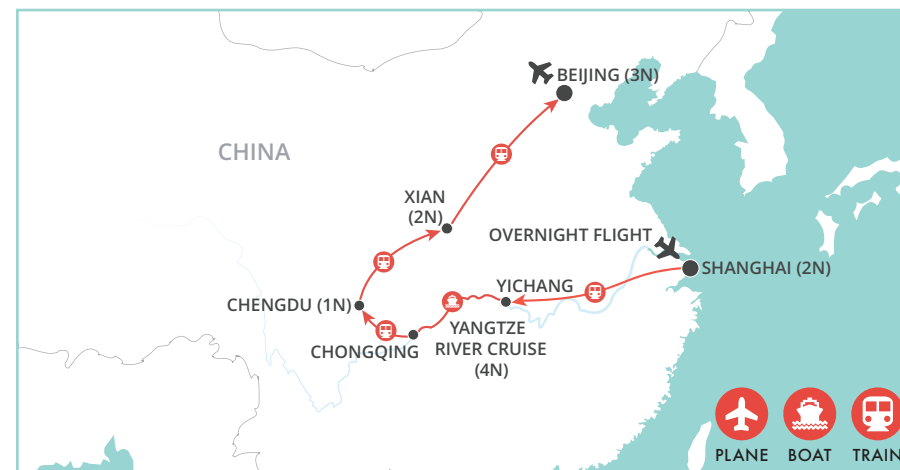 BEIJING (3N)
CHINA
XIAN
(2N)
OVERNIGHT FLIGHT
SHANGHAI (2N)
YICHANG
CHENGDU (1N)
YANGTZE
RIVER CRUISE
(4N)
CHONGQING
PLANE BOAT TRAIN